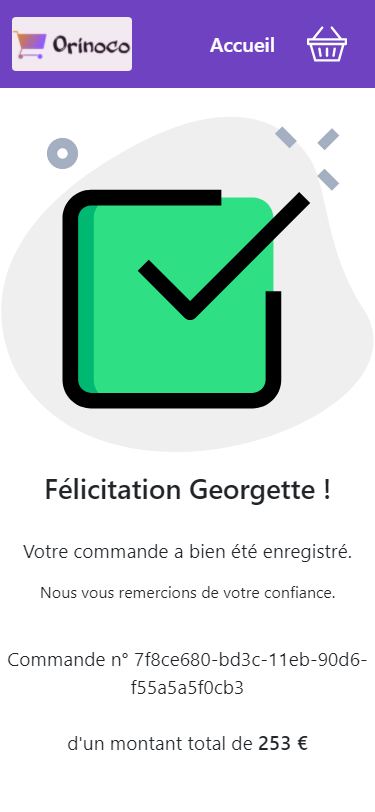 Orinoco
Accueil
Félicitation Georgette !
Votre commande a bien été enregistré.
Nous vous remercions de votre confiance.
Commande n° 7f8ce680-bd3c-11eb-90d6-
f55a5a5f0cb3
d'un montant total de 253 €